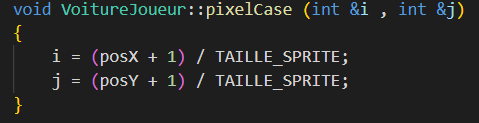 void VoitureJoueur::pixelCase (int &i , int &j)
{
    i = (posX + 1) / TAILLE_SPRITE;
    j = (posY + 1) / TAILLE_SPRITE;
}